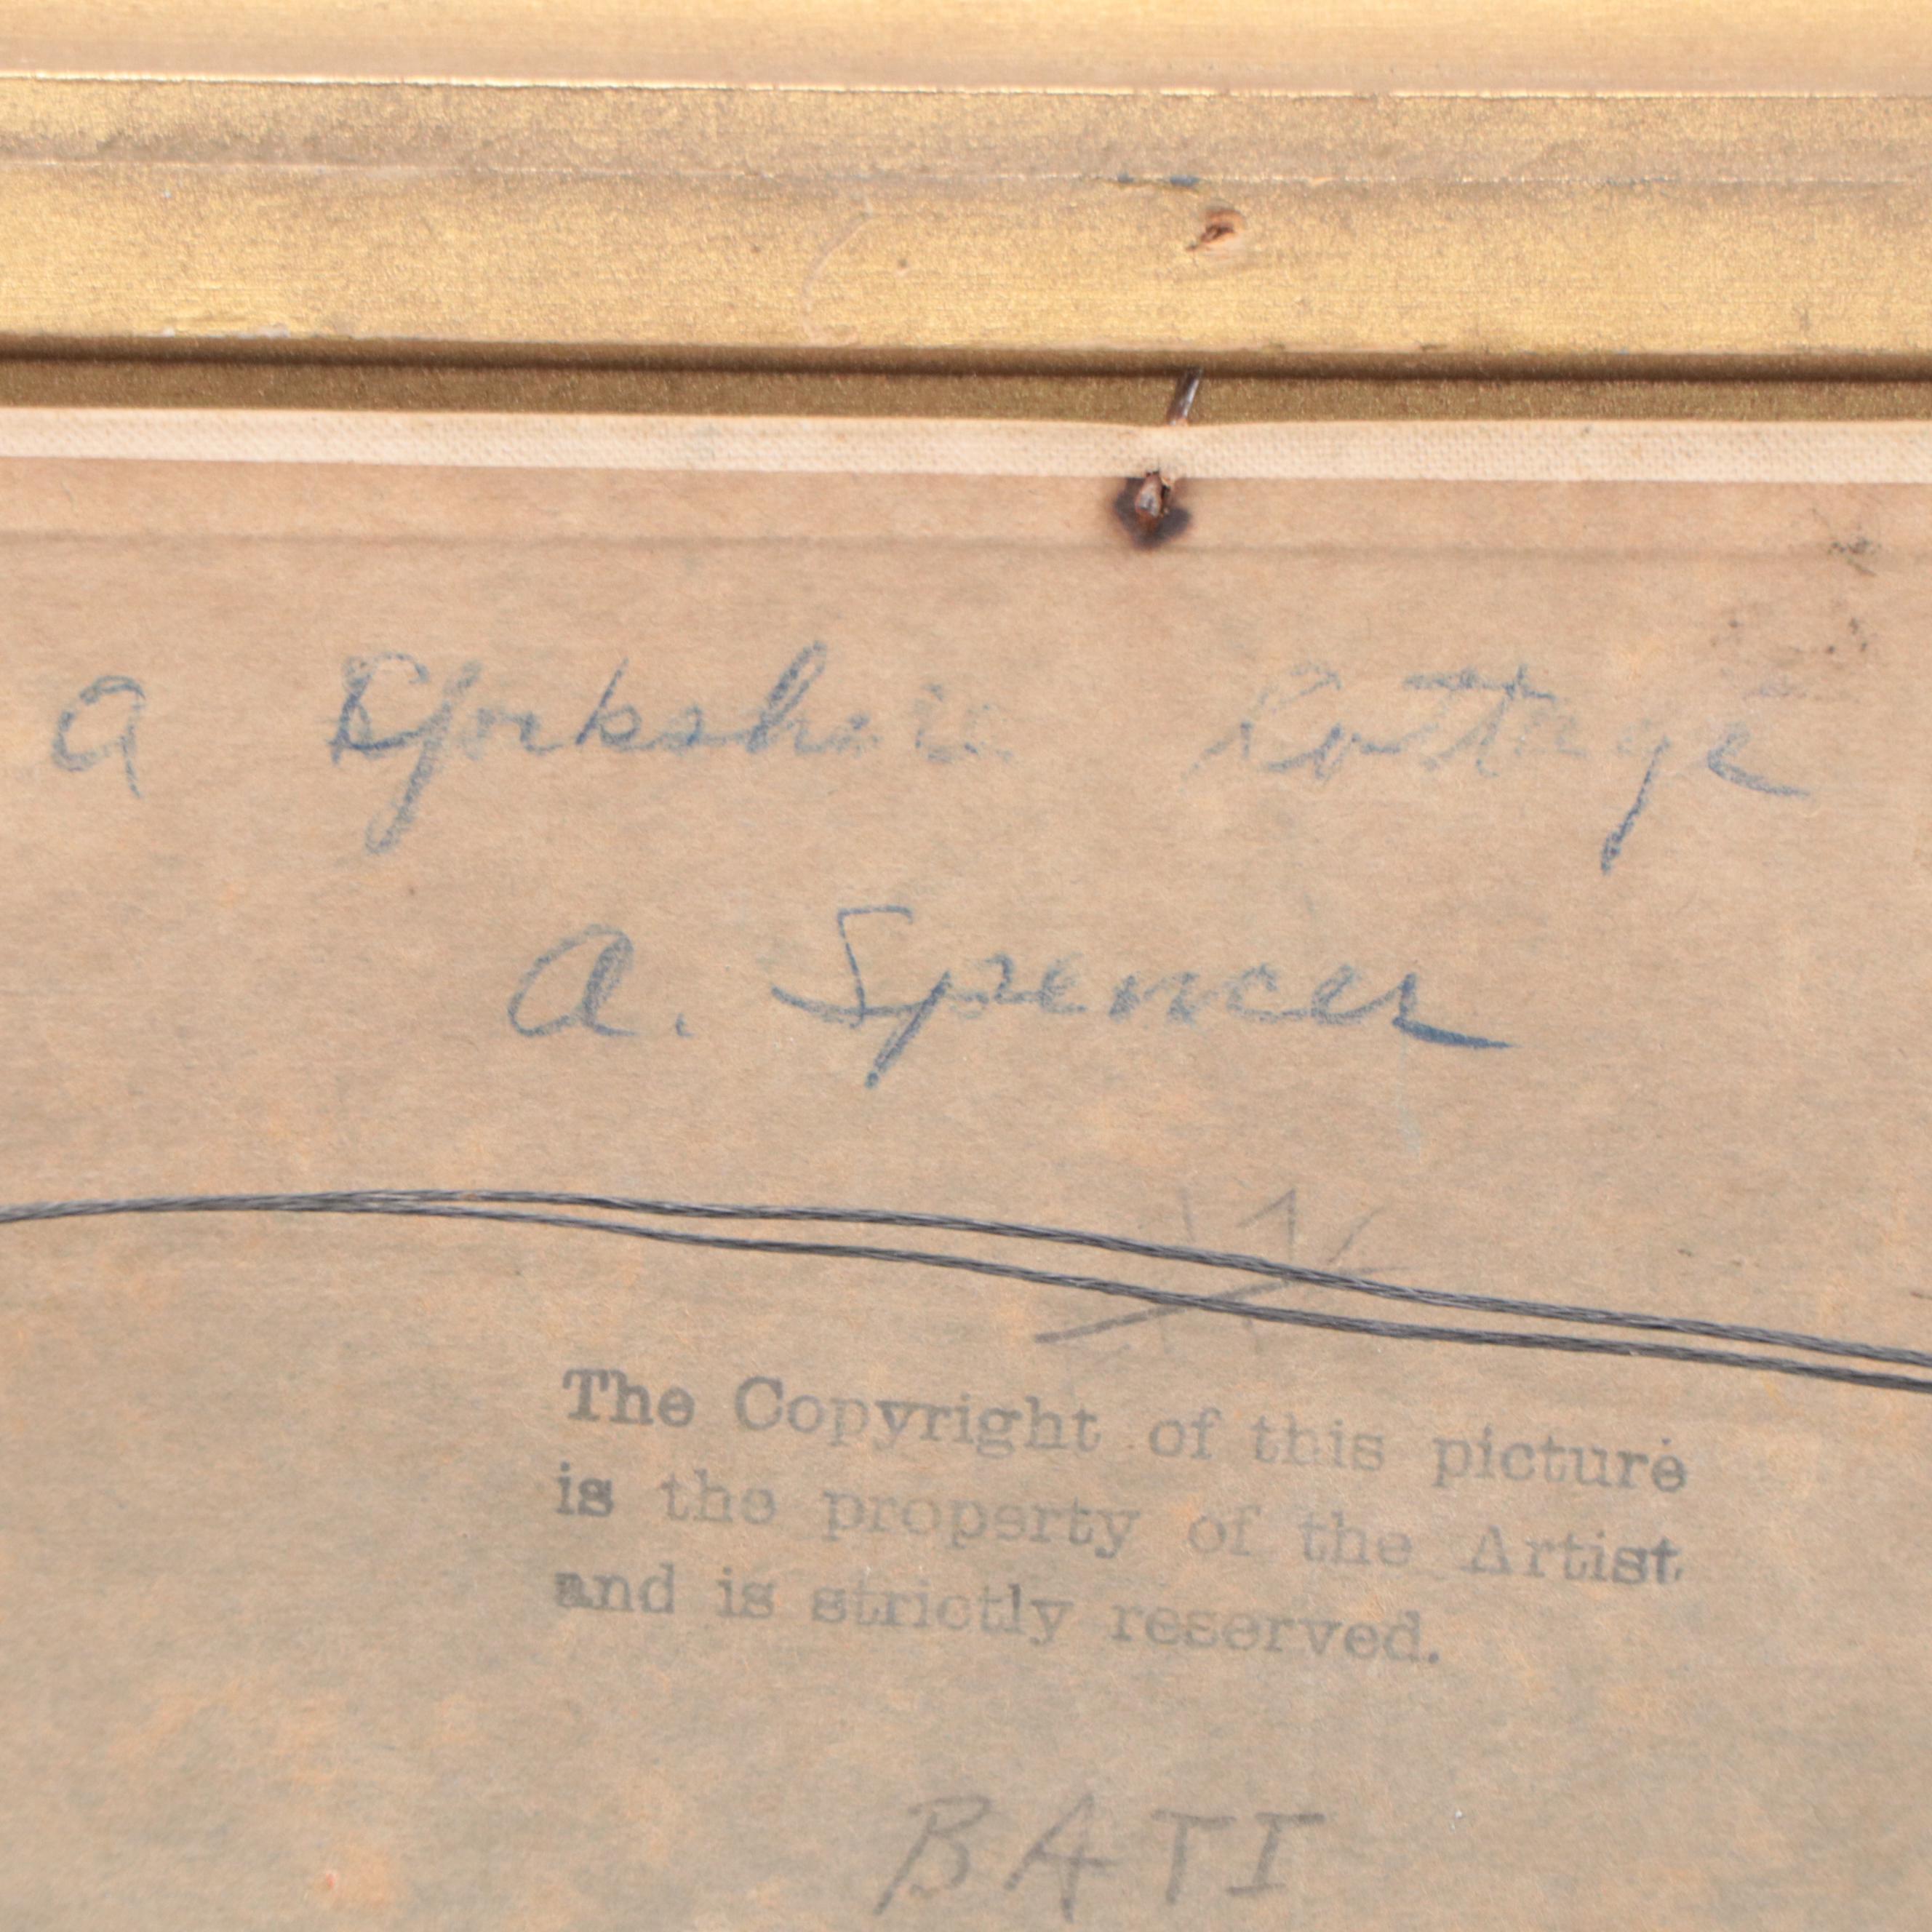 A Yorkshire Cottage
A. Spencer
The Copyright of this picture
is the property of the Artist
and is strictly reserved.
BATI